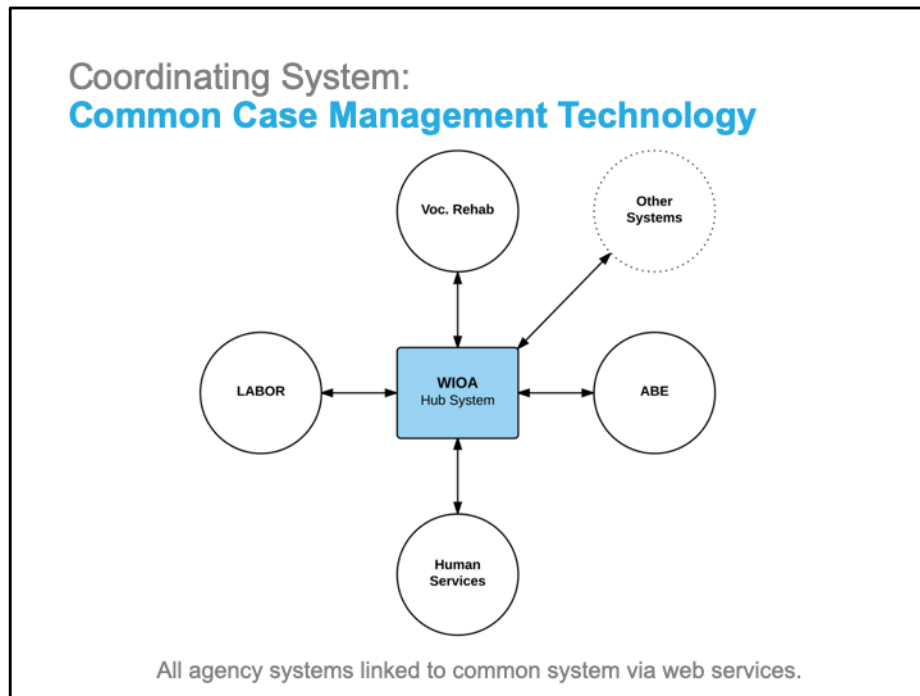 Coordinating System:
Common Case Management Technology
Voc. Rehab
Other
Systems
LABOR
WIOA
Hub System
ABE
Human
Services
All agency systems linked to common system via web services.